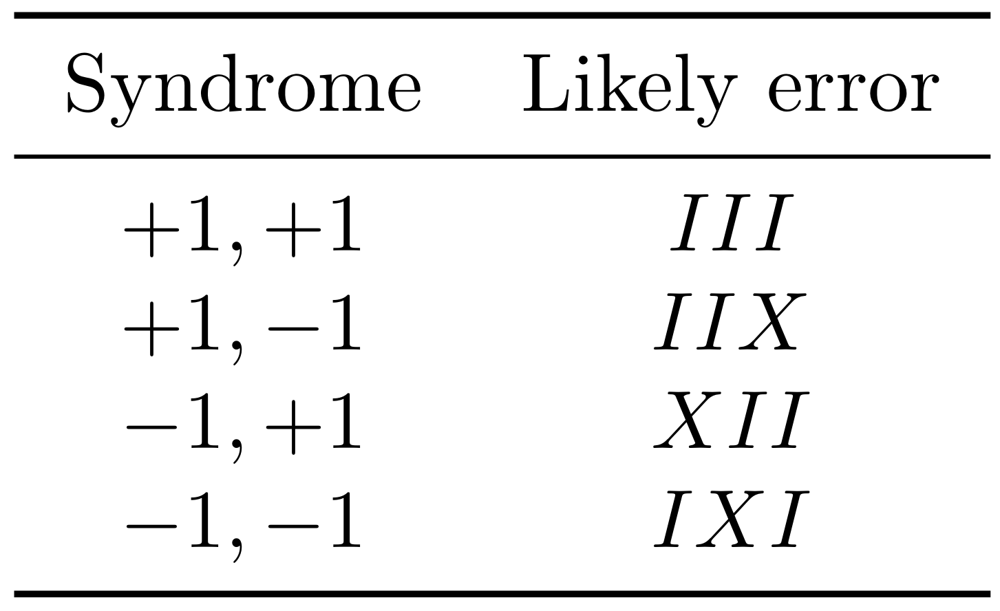 Syndrome Likely error
+1, +1 III
+1, −1 IIX
−1, +1 XII
−1, −1 IXI